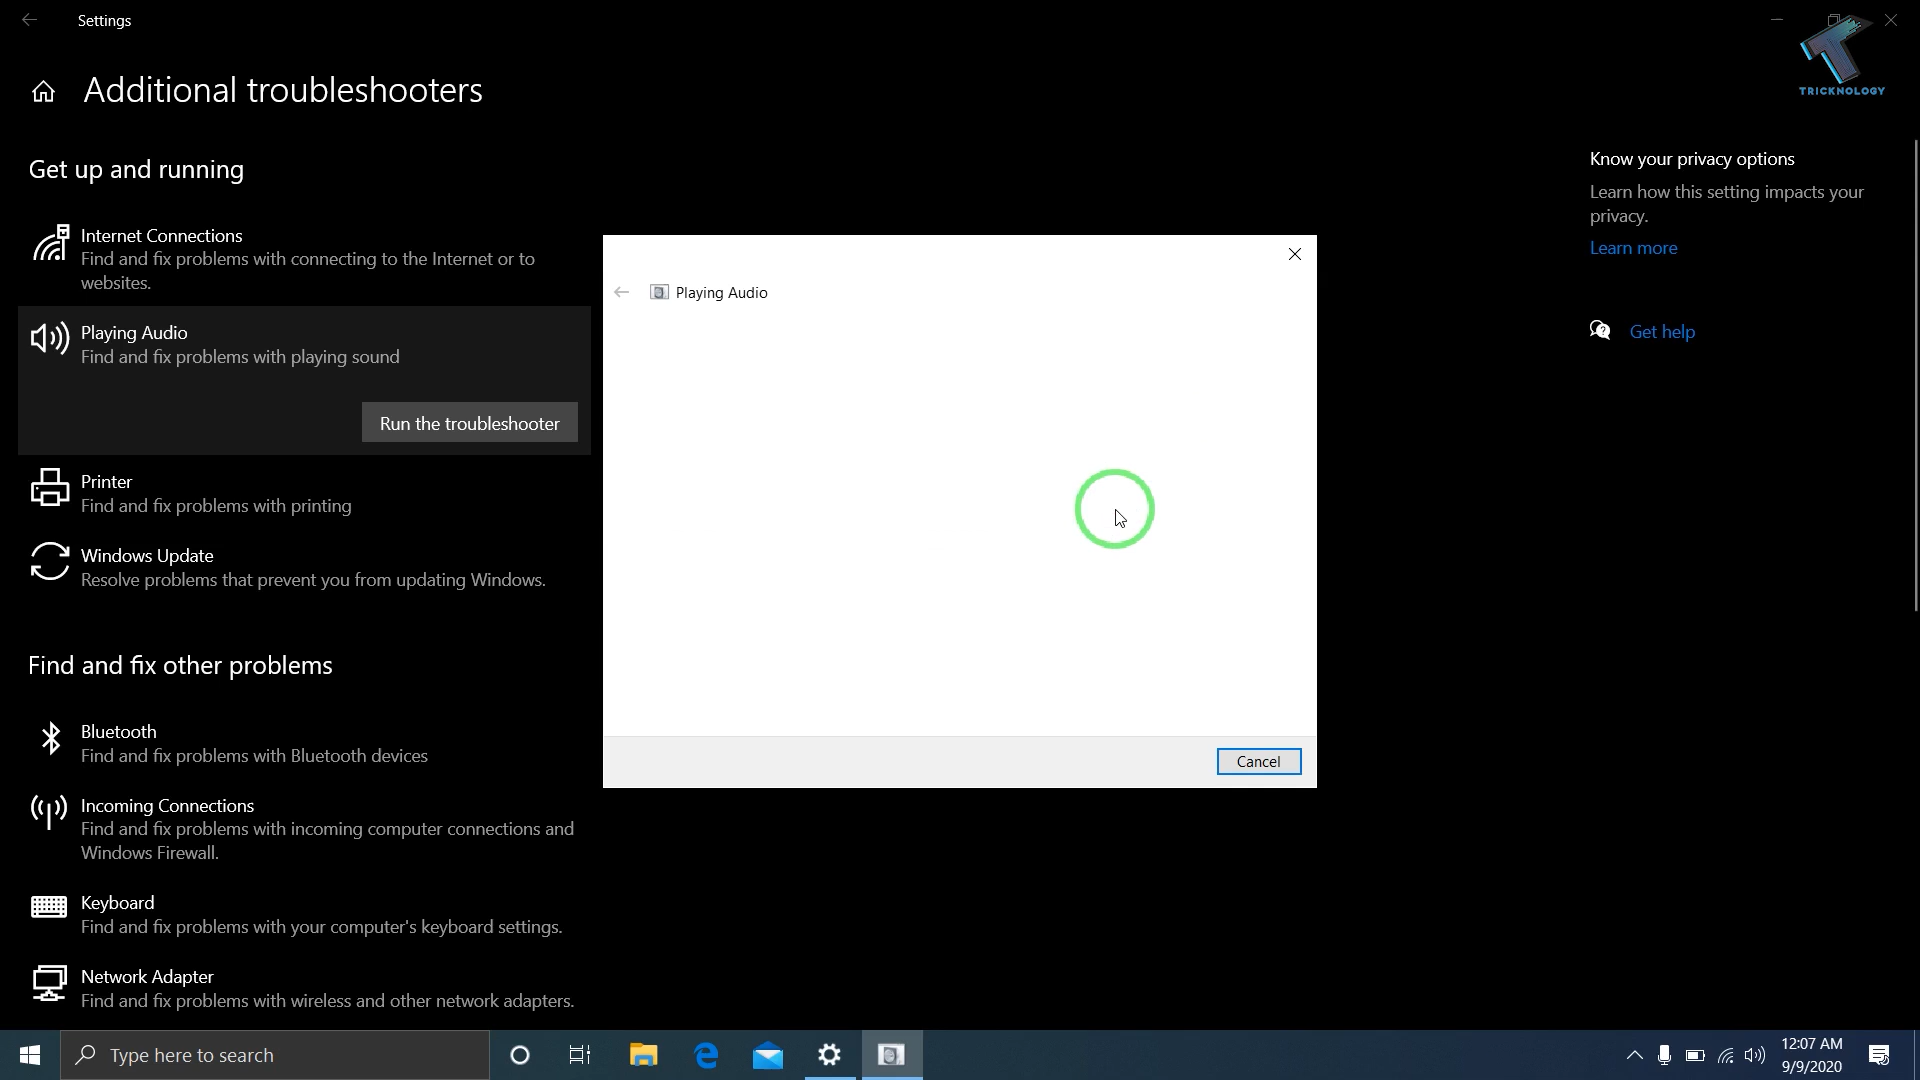 Settings
TRICKNOLOGY
Additional troubleshooters
Get up and running
Internet Connections
Find and fix problems with connecting to the Internet or to
websites.
Playing Audio
Find and fix problems with playing sound
Run the troubleshooter
Printer
Find and fix problems with printing
Windows Update
Resolve problems that prevent you from updating Windows.
Find and fix other problems
Bluetooth
Find and fix problems with Bluetooth devices
Incoming Connections
Find and fix problems with incoming computer connections and
Windows Firewall.
Keyboard
Find and fix problems with your computer's keyboard settings.
Network Adapter
Find and fix problems with wireless and other network adapters.
Playing Audio
Cancel
Know your privacy options
Learn how this setting impacts your
privacy.
Learn more
Get help
Type here to search
12:07 AM
9/9/2020